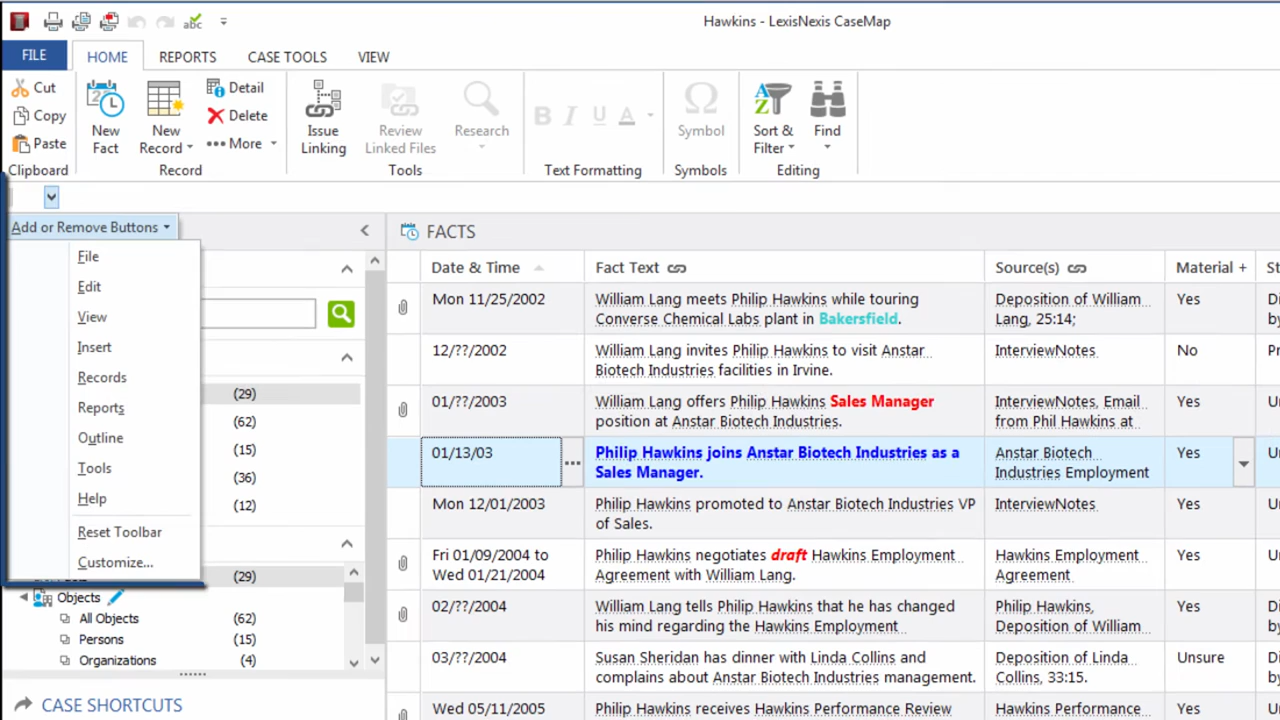 abc
Hawkins - LexisNexis CaseMap
FILE HOME REPORTS CASE TOOLS VIEW
Cut
Copy
Paste
Clipboard
New Fact
New Record
Detail
Delete
More
Record
Issue Linking
Review Linked Files
Research
Tools
B I U A
Text Formatting
Ω
Symbol
Symbols
A Z
Sort & Filter
Find
Editing
Add or Remove Buttons
File
Edit
View
Insert
Records
Reports
Outline
Tools
Help
Reset Toolbar
Customize...
(29)
(62)
(15)
(36)
(12)
(29)
Objects
All Objects (62)
Persons (15)
Organizations (4)
CASE SHORTCUTS
FACTS
Date & Time Fact Text Source(s) Material +
Mon 11/25/2002 William Lang meets Philip Hawkins while touring Deposition of William Yes
Converse Chemical Labs plant in Bakersfield. Lang, 25:14;
12/??/2002 William Lang invites Philip Hawkins to visit Anstar InterviewNotes No
Biotech Industries facilities in Irvine.
01/??/2003 William Lang offers Philip Hawkins Sales Manager InterviewNotes, Email Yes
position at Anstar Biotech Industries. from Phil Hawkins at
01/13/03 Philip Hawkins joins Anstar Biotech Industries as a Anstar Biotech Yes
Sales Manager. Industries Employment
Mon 12/01/2003 Philip Hawkins promoted to Anstar Biotech Industries VP InterviewNotes Yes
of Sales.
Fri 01/09/2004 to Philip Hawkins negotiates draft Hawkins Employment Hawkins Employment Yes
Wed 01/21/2004 Agreement with William Lang. Agreement
02/??/2004 William Lang tells Philip Hawkins that he has changed Philip Hawkins, Yes
his mind regarding the Hawkins Employment Deposition of William
03/??/2004 Susan Sheridan has dinner with Linda Collins and Deposition of Linda Unsure
complains about Anstar Biotech Industries management. Collins, 33:15.
Wed 05/11/2005 Philip Hawkins receives Hawkins Performance Review Hawkins Performance Yes